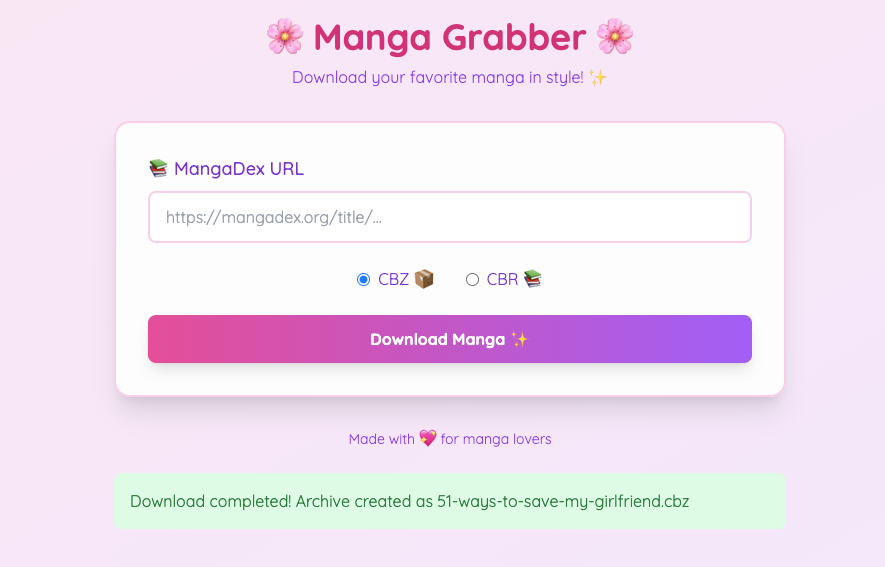 🌸 Manga Grabber 🌸
Download your favorite manga in style! ✨
📚 MangaDex URL
https://mangadex.org/title/...
CBZ 📦 CBR 📚
Download Manga ✨
Made with 💖 for manga lovers
Download completed! Archive created as 51-ways-to-save-my-girlfriend.cbz